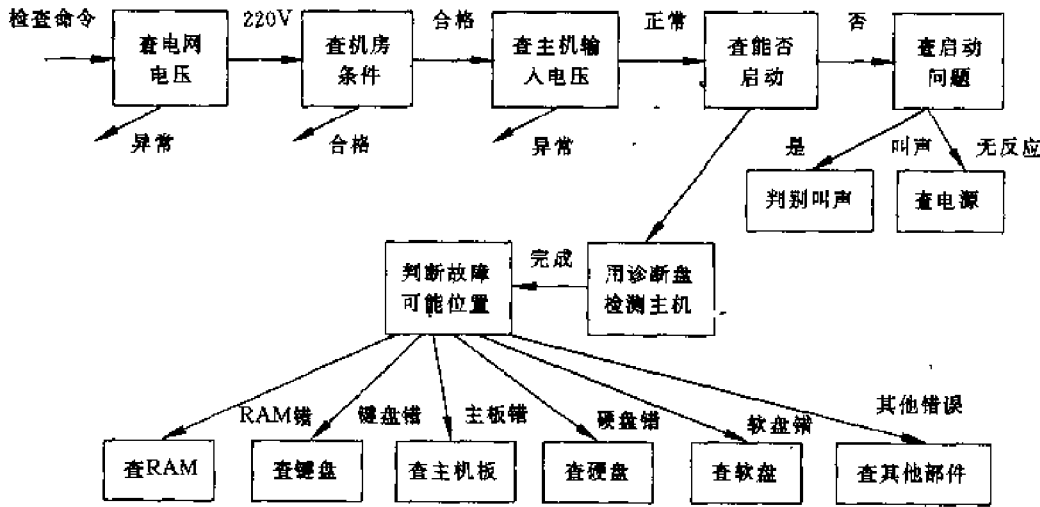 检查命令
220V
合格
正常
否
查电网
电压
查机房
条件
查主机输
入电压
查能否
启动
查启动
问题
异常
合格
异常
是
叫声
无反应
判别叫声
查电源
完成
判断故障
可能位置
用诊断盘
检测主机
RAM错
键盘错
主板错
硬盘错
软盘错
其他错误
查RAM
查键盘
查主机板
查硬盘
查软盘
查其他部件